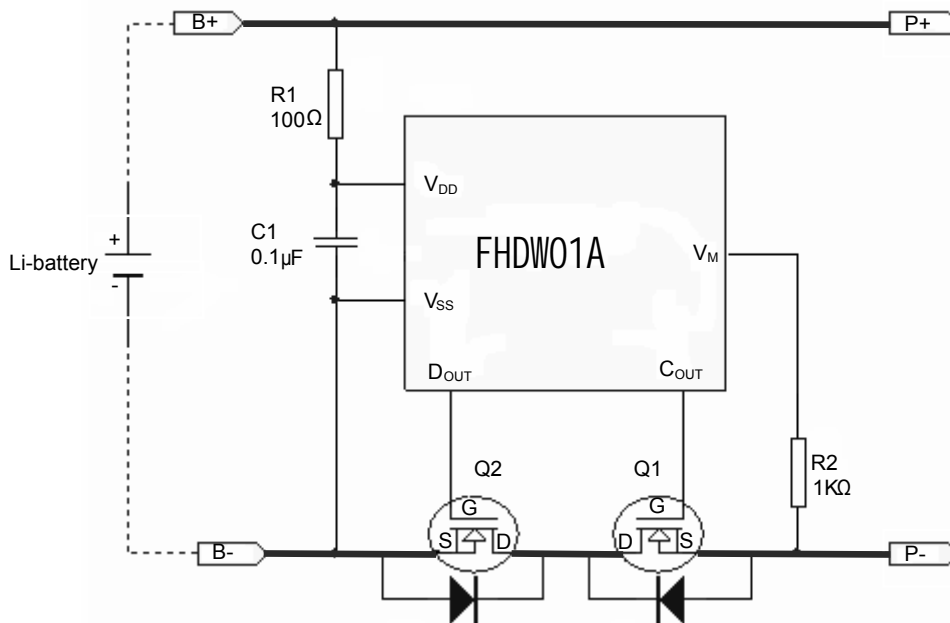 B+
P+
R1
100Ω
VDD
C1
0.1µF
FHDW01A
VM
+
Li-battery
-
VSS
DOUT
COUT
Q2
Q1
R2
1KΩ
G
G
S
D
D
S
B-
P-